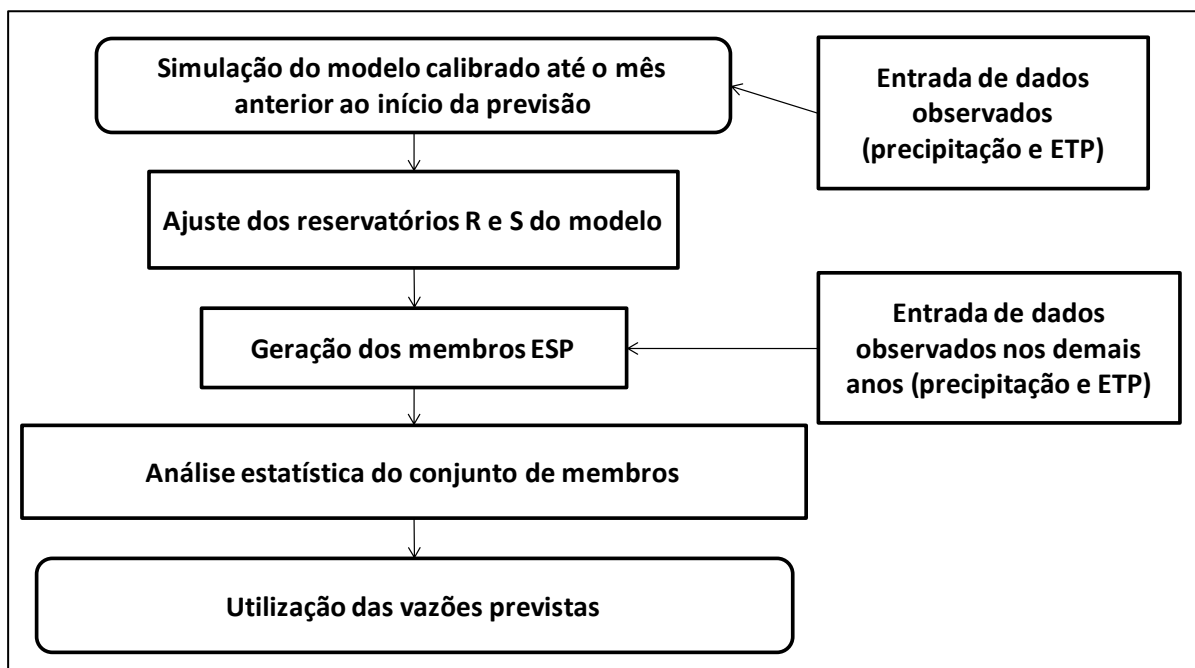 Simulação do modelo calibrado até o mês
anterior ao início da previsão
Entrada de dados
observados
(precipitação e ETP)
Ajuste dos reservatórios R e S do modelo
Geração dos membros ESP
Entrada de dados
observados nos demais
anos (precipitação e ETP)
Análise estatística do conjunto de membros
Utilização das vazões previstas